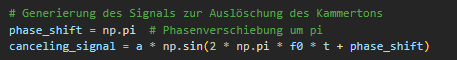 # Generierung des Signals zur Auslöschung des Kammertons
phase_shift = np.pi  # Phasenverschiebung um pi
canceling_signal = a * np.sin(2 * np.pi * f0 * t + phase_shift)